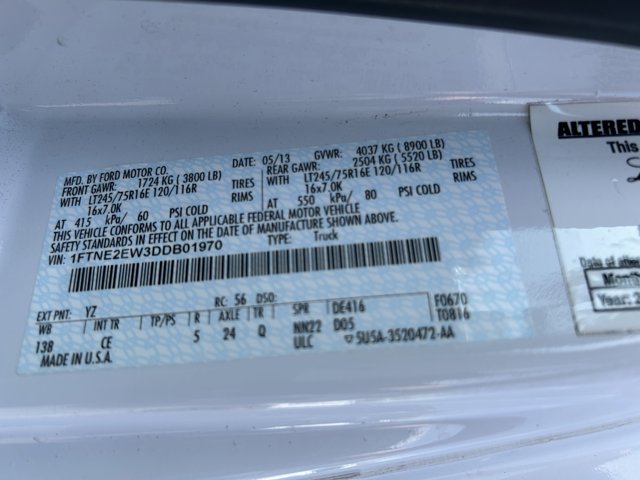 MFD. BY FORD MOTOR CO.
DATE: 05/13 GVWR: 4037 KG ( 8900 LB)
FRONT GAWR: 1724 KG ( 3800 LB) REAR GAWR: 2504 KG ( 5520 LB)
WITH LT245/75R16E 120/116R TIRES WITH LT245/75R16E 120/116R TIRES
16x7.0K RIMS 16x7.0K RIMS
AT 415 kPa/ 60 PSI COLD AT 550 kPa/ 80 PSI COLD
THIS VEHICLE CONFORMS TO ALL APPLICABLE FEDERAL MOTOR VEHICLE
SAFETY STANDARDS IN EFFECT ON THE DATE OF MANUFACTURE SHOWN ABOVE.
VIN: 1FTNE2EW3DDB01970
TYPE: Truck
EXT PNT: YZ RC: 56 DSO:
WB INT TR TP/PS R AXLE TR SPR DE416 F0670
138 CE 5 24 Q NN22 D05 T0816
MADE IN U.S.A. ULC ▽ 5U5A-3520472-AA
ALTERED
This
Date of
Month
Year